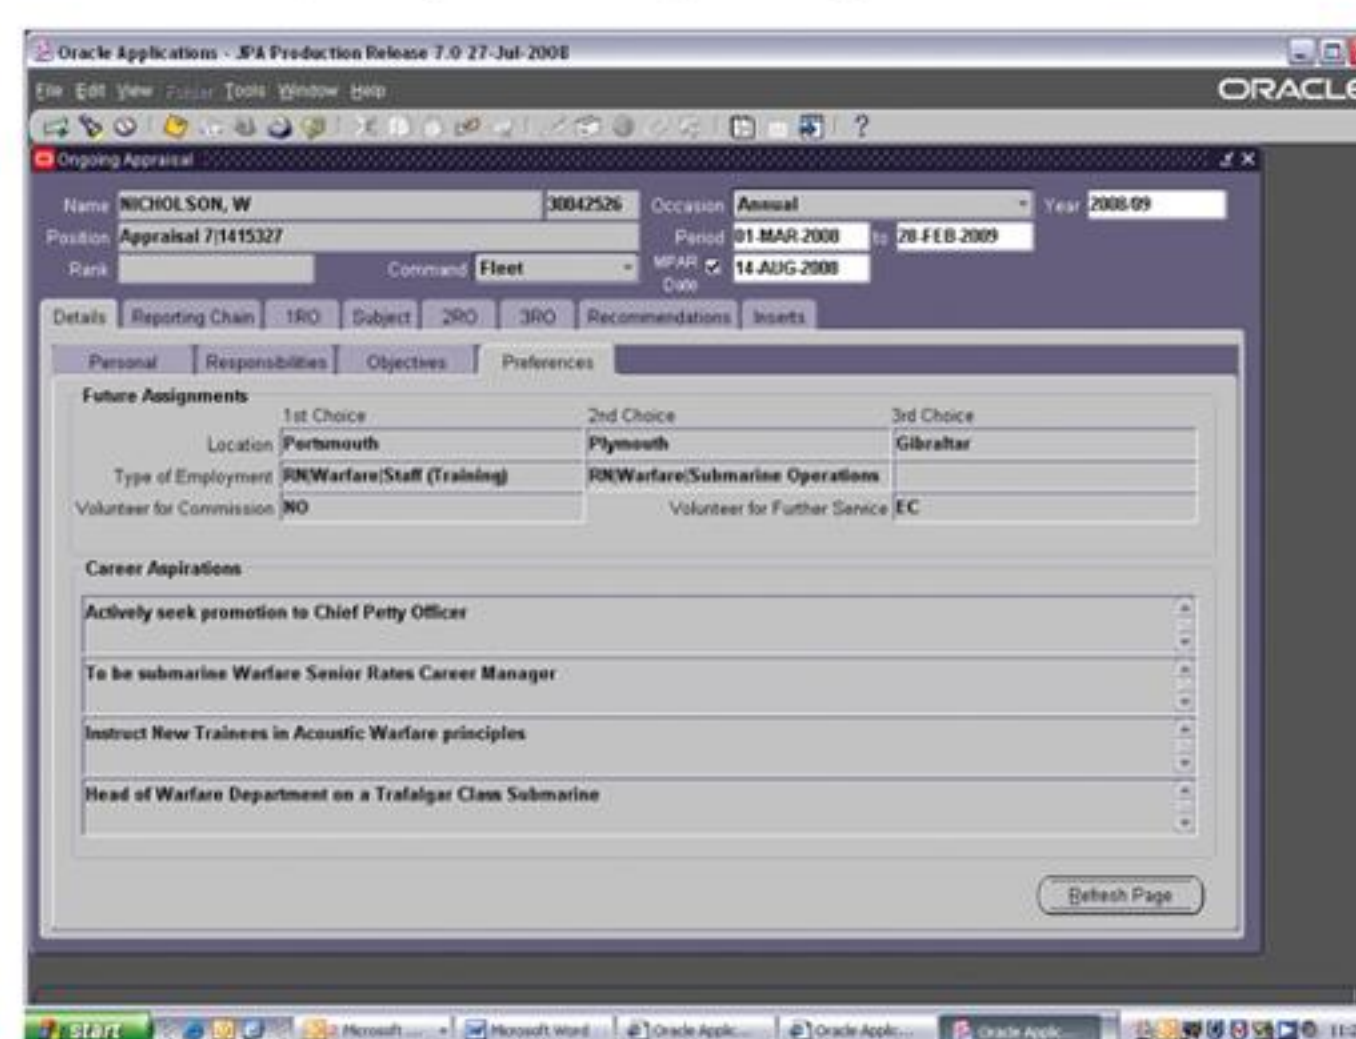 Oracle Applications - JPA Production Release 7.0 27-Jul-2008
File Edit View Folder Tools Window Help
ORACLE
Ongoing Appraisal
Name NICHOLSON, W 30042526 Occasion Annual Year 2008-09
Position Appraisal 7|1415327 Period 01-MAR-2008 to 28-FEB-2009
Rank Command Fleet MPAR Date 14-AUG-2008
Details Reporting Chain 1RO Subject 2RO 3RO Recommendations Inserts
Personal Responsibilities Objectives Preferences
Future Assignments
1st Choice 2nd Choice 3rd Choice
Location Portsmouth Plymouth Gibraltar
Type of Employment RN|Warfare|Staff (Training) RN|Warfare|Submarine Operations
Volunteer for Commission NO Volunteer for Further Service EC
Career Aspirations
Actively seek promotion to Chief Petty Officer
To be submarine Warfare Senior Rates Career Manager
Instruct New Trainees in Acoustic Warfare principles
Head of Warfare Department on a Trafalgar Class Submarine
Refresh Page
start 2 Microsoft ... Microsoft Word Oracle Applic... Oracle Applic... Oracle Applic...